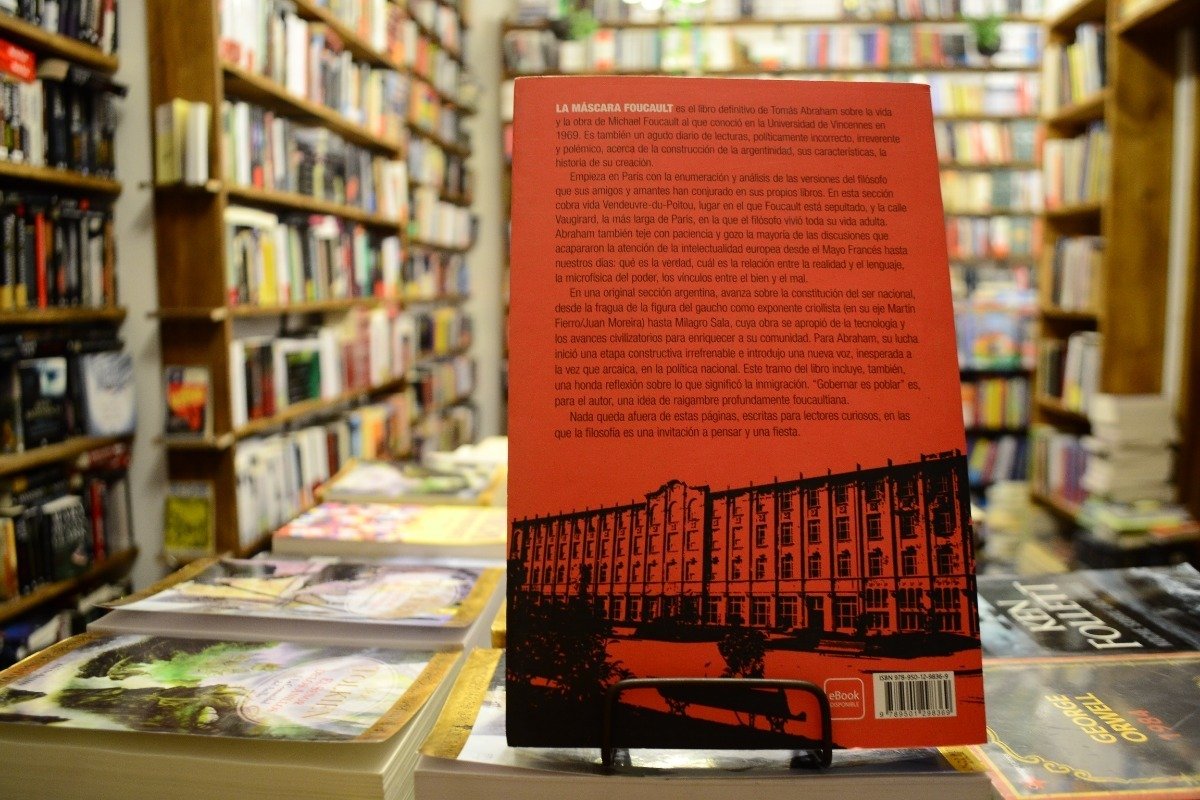 LA MÁSCARA FOUCAULT es el libro definitivo de Tomás Abraham sobre la vida
y la obra de Michael Foucault al que conoció en la Universidad de Vincennes en
1969. Es también un agudo diario de lecturas, políticamente incorrecto, irreverente
y polémico, acerca de la construcción de la argentinidad, sus características, la
historia de su creación.
Empieza en París con la enumeración y análisis de las versiones del filósofo
que sus amigos y amantes han conjurado en sus propios libros. En esta sección
cobra vida Vendeuvre-du-Poitou, lugar en el que Foucault está sepultado, y la calle
Vaugirard, la más larga de París, en la que el filósofo vivió toda su vida adulta.
Abraham también teje con paciencia y gozo la mayoría de las discusiones que
acapararon la atención de la intelectualidad europea desde el Mayo Francés hasta
nuestros días: qué es la verdad, cuál es la relación entre la realidad y el lenguaje,
la microfísica del poder, los vínculos entre el bien y el mal.
En una original sección argentina, avanza sobre la constitución del ser nacional,
desde la fragua de la figura del gaucho como exponente criollista (en su eje Martín
Fierro/Juan Moreira) hasta Milagro Sala, cuya obra se apropió de la tecnología y
los avances civilizatorios para enriquecer a su comunidad. Para Abraham, su lucha
inició una etapa constructiva irrefrenable e introdujo una nueva voz, inesperada a
la vez que arcaica, en la política nacional. Este tramo del libro incluye, también,
una honda reflexión sobre lo que significó la inmigración. "Gobernar es poblar" es,
para el autor, una idea de raigambre profundamente foucaultiana.
Nada queda afuera de estas páginas, escritas para lectores curiosos, en las
que la filosofía es una invitación a pensar y una fiesta.
eBook
DISPONIBLE
ISBN 978-950-12-9836-9
9 789501 298369
KEN
FOLLETT
GEORGE
ORWELL
1984